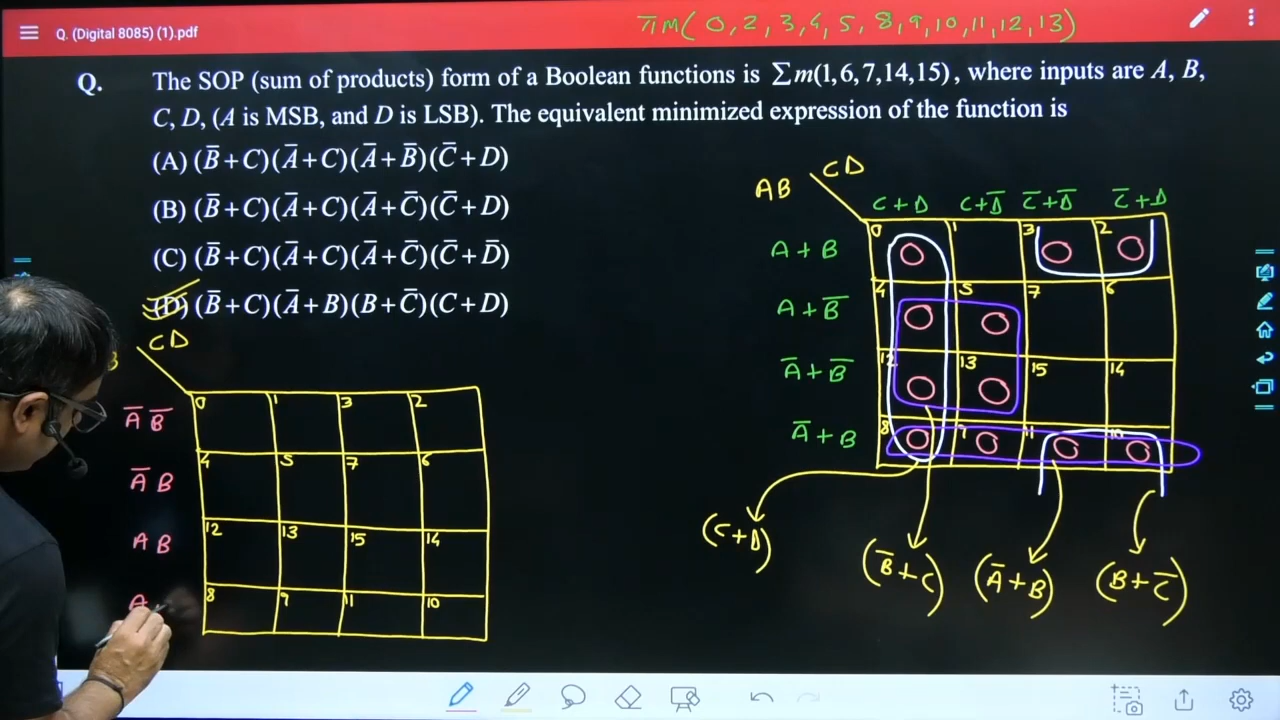 Q. (Digital 8085) (1).pdf
πM( 0,2,3,4,5,8,9,10,11,12,13)
Q. The SOP (sum of products) form of a Boolean functions is ∑m(1,6,7,14,15), where inputs are A, B,
C, D, (A is MSB, and D is LSB). The equivalent minimized expression of the function is
(A) (B̅+C)(A̅+C)(A̅+B̅)(C̅+D)
(B) (B̅+C)(A̅+C)(A̅+C̅)(C̅+D)
(C) (B̅+C)(A̅+C)(A̅+C̅)(C̅+D̅)
(D) (B̅+C)(A̅+B)(B+C̅)(C+D)
CD
AB
C+D C+D̅ C̅+D̅ C̅+D
A+B 0 1 3 2
A+B̅ 4 5 7 6
A̅+B̅ 12 13 15 14
A̅+B 8 9 11 10
(C+D) (B̅+C) (A̅+B) (B+C̅)
B CD
A̅ B̅ 0 1 3 2
A̅ B 4 5 7 6
A B 12 13 15 14
A 8 9 11 10